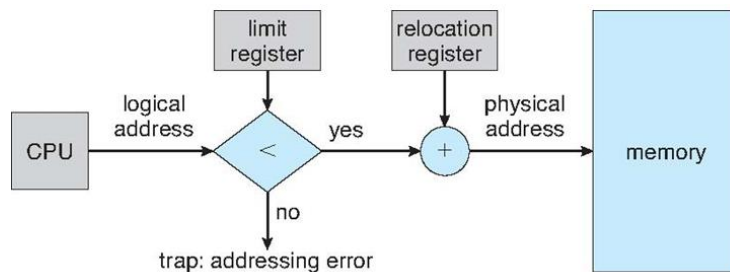 limit
register
relocation
register
logical
address
physical
address
CPU
<
yes
+
memory
no
trap: addressing error